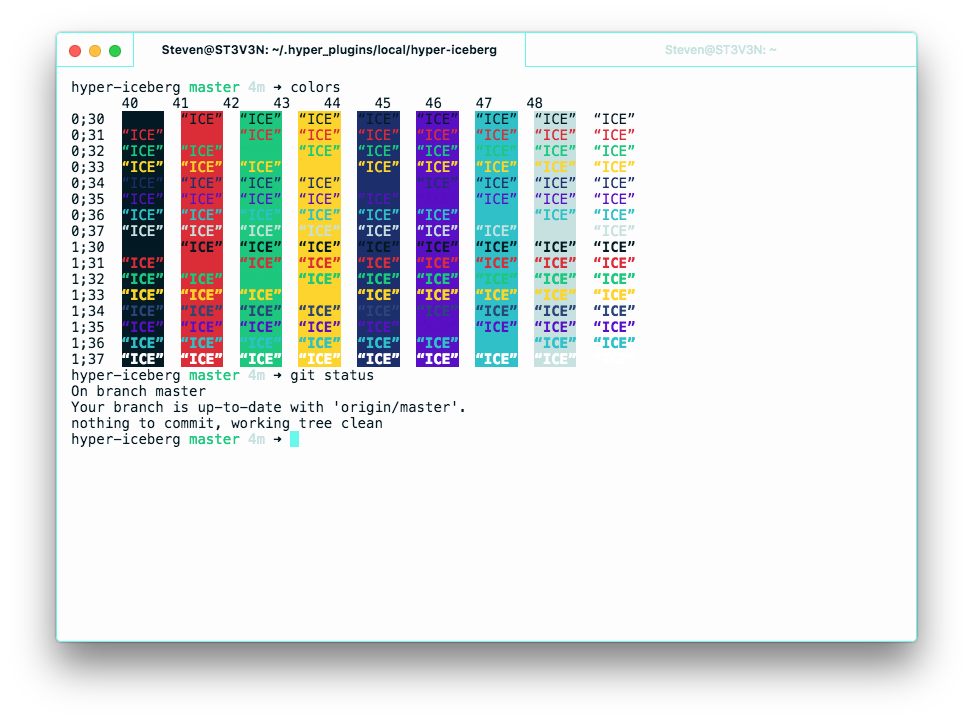 Steven@ST3V3N: ~/.hyper_plugins/local/hyper-iceberg Steven@ST3V3N: ~
hyper-iceberg master 4m ➜ colors
40 41 42 43 44 45 46 47 48
0;30 “ICE” “ICE” “ICE” “ICE” “ICE” “ICE” “ICE” “ICE”
0;31 “ICE” “ICE” “ICE” “ICE” “ICE” “ICE” “ICE” “ICE”
0;32 “ICE” “ICE” “ICE” “ICE” “ICE” “ICE” “ICE” “ICE”
0;33 “ICE” “ICE” “ICE” “ICE” “ICE” “ICE” “ICE” “ICE”
0;34 “ICE” “ICE” “ICE” “ICE” “ICE” “ICE” “ICE” “ICE”
0;35 “ICE” “ICE” “ICE” “ICE” “ICE” “ICE” “ICE” “ICE”
0;36 “ICE” “ICE” “ICE” “ICE” “ICE” “ICE” “ICE” “ICE”
0;37 “ICE” “ICE” “ICE” “ICE” “ICE” “ICE” “ICE” “ICE”
1;30 “ICE” “ICE” “ICE” “ICE” “ICE” “ICE” “ICE” “ICE”
1;31 “ICE” “ICE” “ICE” “ICE” “ICE” “ICE” “ICE” “ICE”
1;32 “ICE” “ICE” “ICE” “ICE” “ICE” “ICE” “ICE” “ICE”
1;33 “ICE” “ICE” “ICE” “ICE” “ICE” “ICE” “ICE” “ICE”
1;34 “ICE” “ICE” “ICE” “ICE” “ICE” “ICE” “ICE” “ICE” “ICE”
1;35 “ICE” “ICE” “ICE” “ICE” “ICE” “ICE” “ICE” “ICE”
1;36 “ICE” “ICE” “ICE” “ICE” “ICE” “ICE” “ICE” “ICE”
1;37 “ICE” “ICE” “ICE” “ICE” “ICE” “ICE” “ICE” “ICE”
hyper-iceberg master 4m ➜ git status
On branch master
Your branch is up-to-date with 'origin/master'.
nothing to commit, working tree clean
hyper-iceberg master 4m ➜